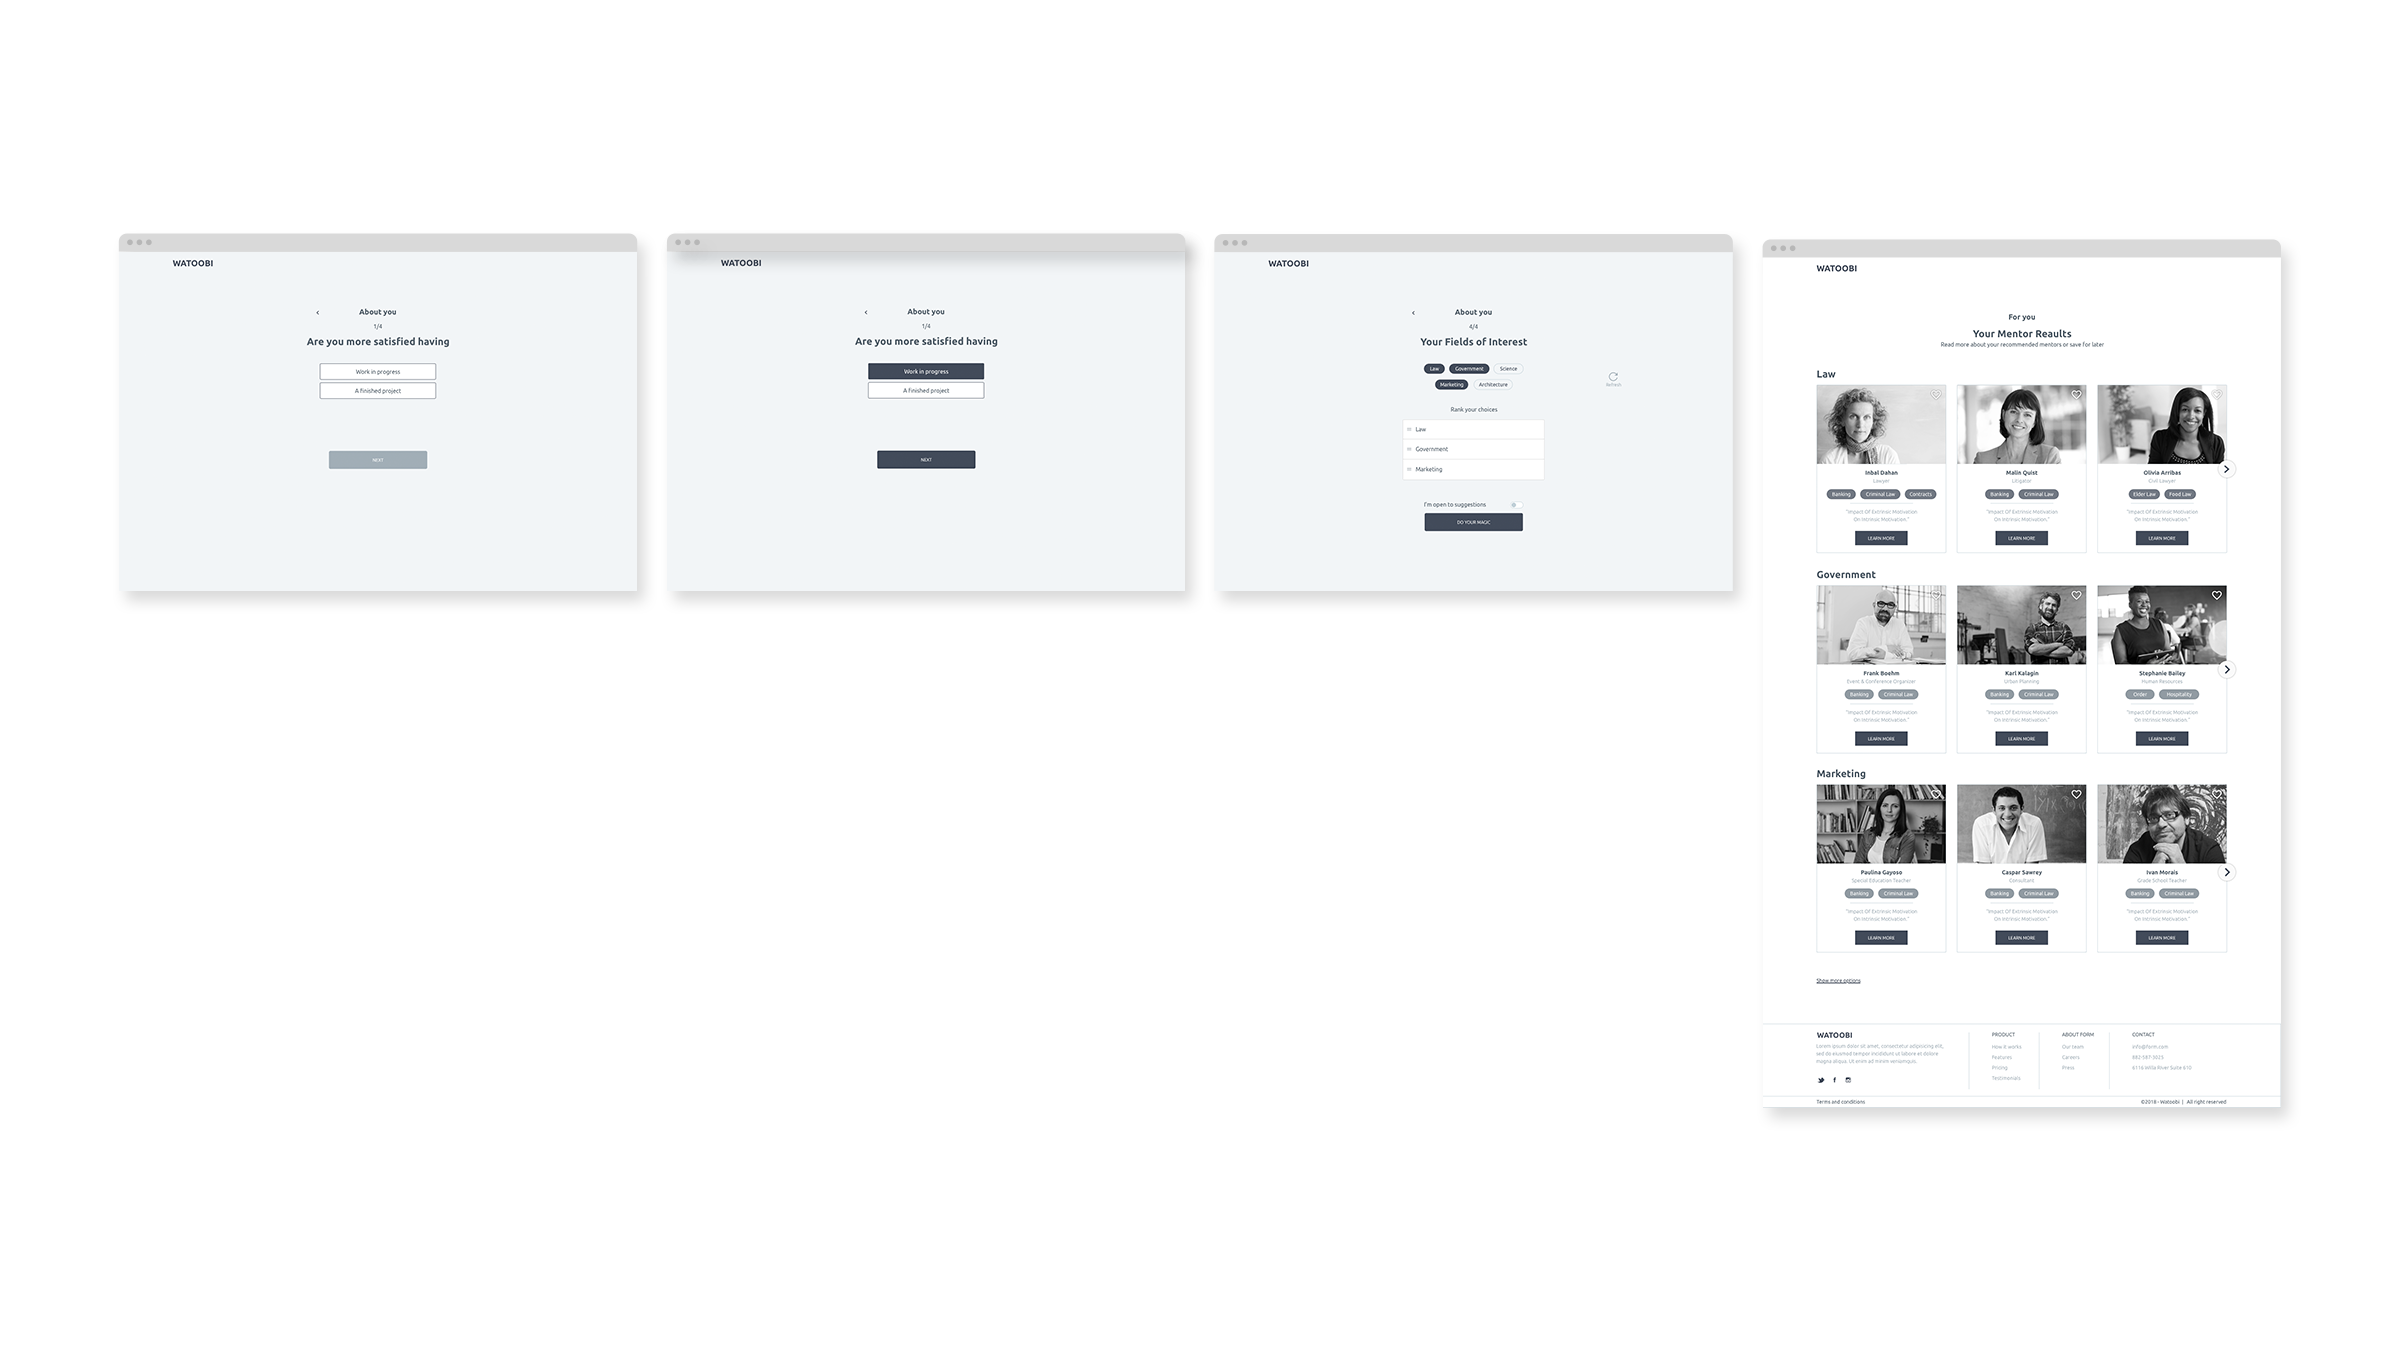 WATOOBI
About you
1/4
Are you more satisfied having
Work in progress
A finished project
NEXT
WATOOBI
About you
1/4
Are you more satisfied having
Work in progress
A finished project
NEXT
WATOOBI
About you
4/4
Your Fields of Interest
Law Government Science
Marketing Architecture
Refresh
Rank your choices
Law
Government
Marketing
I'm open to suggestions
DO YOUR MAGIC
WATOOBI
For you
Your Mentor Reaults
Read more about your recommended mentors or save for later
Law
Inbal Dahan
Lawyer
Banking Criminal Law Contracts
"Impact Of Extrinsic Motivation
On Intrinsic Motivation."
LEARN MORE
Malin Quist
Litigator
Banking Criminal Law
"Impact Of Extrinsic Motivation
On Intrinsic Motivation."
LEARN MORE
Olivia Arribas
Civil Lawyer
Elder Law Food Law
"Impact Of Extrinsic Motivation
On Intrinsic Motivation."
LEARN MORE
Government
Frank Boehm
Event & Conference Organizer
Banking Criminal Law
"Impact Of Extrinsic Motivation
On Intrinsic Motivation."
LEARN MORE
Karl Kalagin
Urban Planning
Banking Criminal Law
"Impact Of Extrinsic Motivation
On Intrinsic Motivation."
LEARN MORE
Stephanie Bailey
Human Resources
Order Hospitality
"Impact Of Extrinsic Motivation
On Intrinsic Motivation."
LEARN MORE
Marketing
Paulina Gayoso
Special Education Teacher
Banking Criminal Law
"Impact Of Extrinsic Motivation
On Intrinsic Motivation."
LEARN MORE
Caspar Sawrey
Consultant
Banking Criminal Law
"Impact Of Extrinsic Motivation
On Intrinsic Motivation."
LEARN MORE
Ivan Morais
Grade School Teacher
Banking Criminal Law
"Impact Of Extrinsic Motivation
On Intrinsic Motivation."
LEARN MORE
Show more options
WATOOBI
Lorem ipsum dolor sit amet, consectetur adipisicing elit,
sed do eiusmod tempor incididunt ut labore et dolore
magna aliqua. Ut enim ad minim veniamquis.
PRODUCT
How it works
Features
Pricing
Testimonials
ABOUT FORM
Our team
Careers
Press
CONTACT
info@form.com
882-587-3025
6116 Willa River Suite 610
Terms and conditions
©2018 - Watoobi | All right reserved